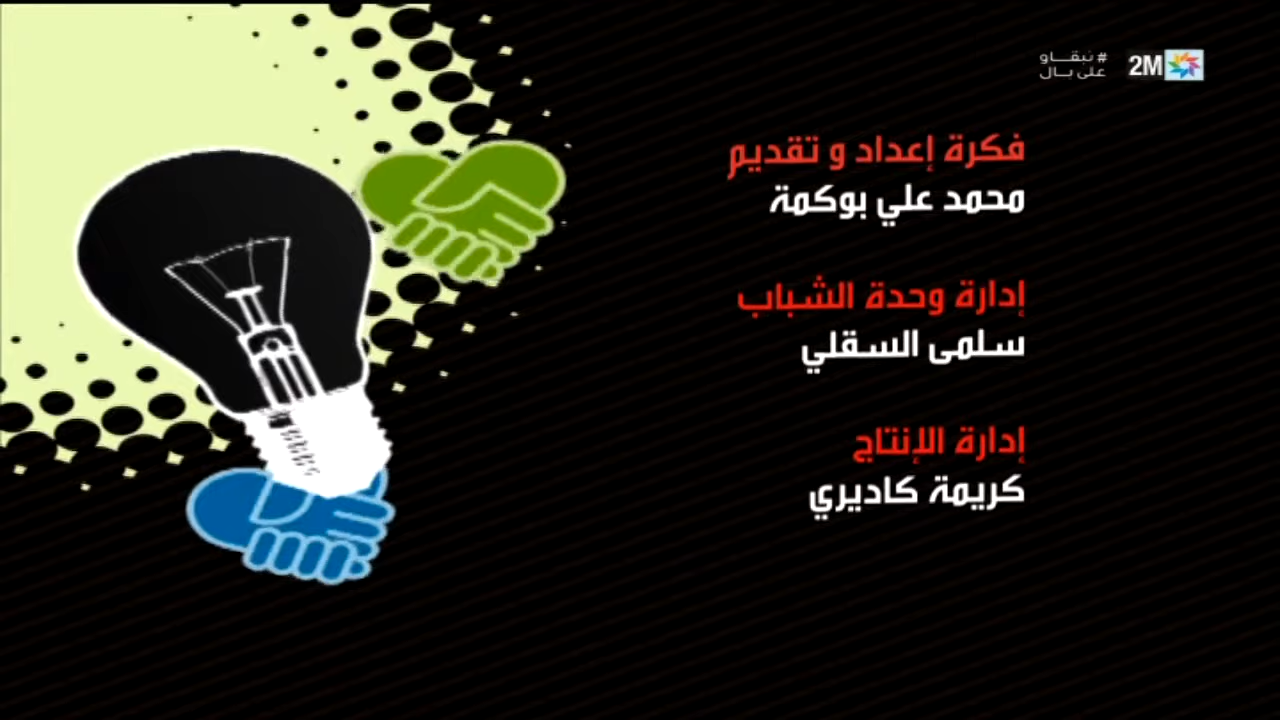 # نبقاو
على بال
2M
فكرة إعداد و تقديم
محمد علي بوكمة
إدارة وحدة الشباب
سلمى السقلي
إدارة الإنتاج
كريمة كاديري